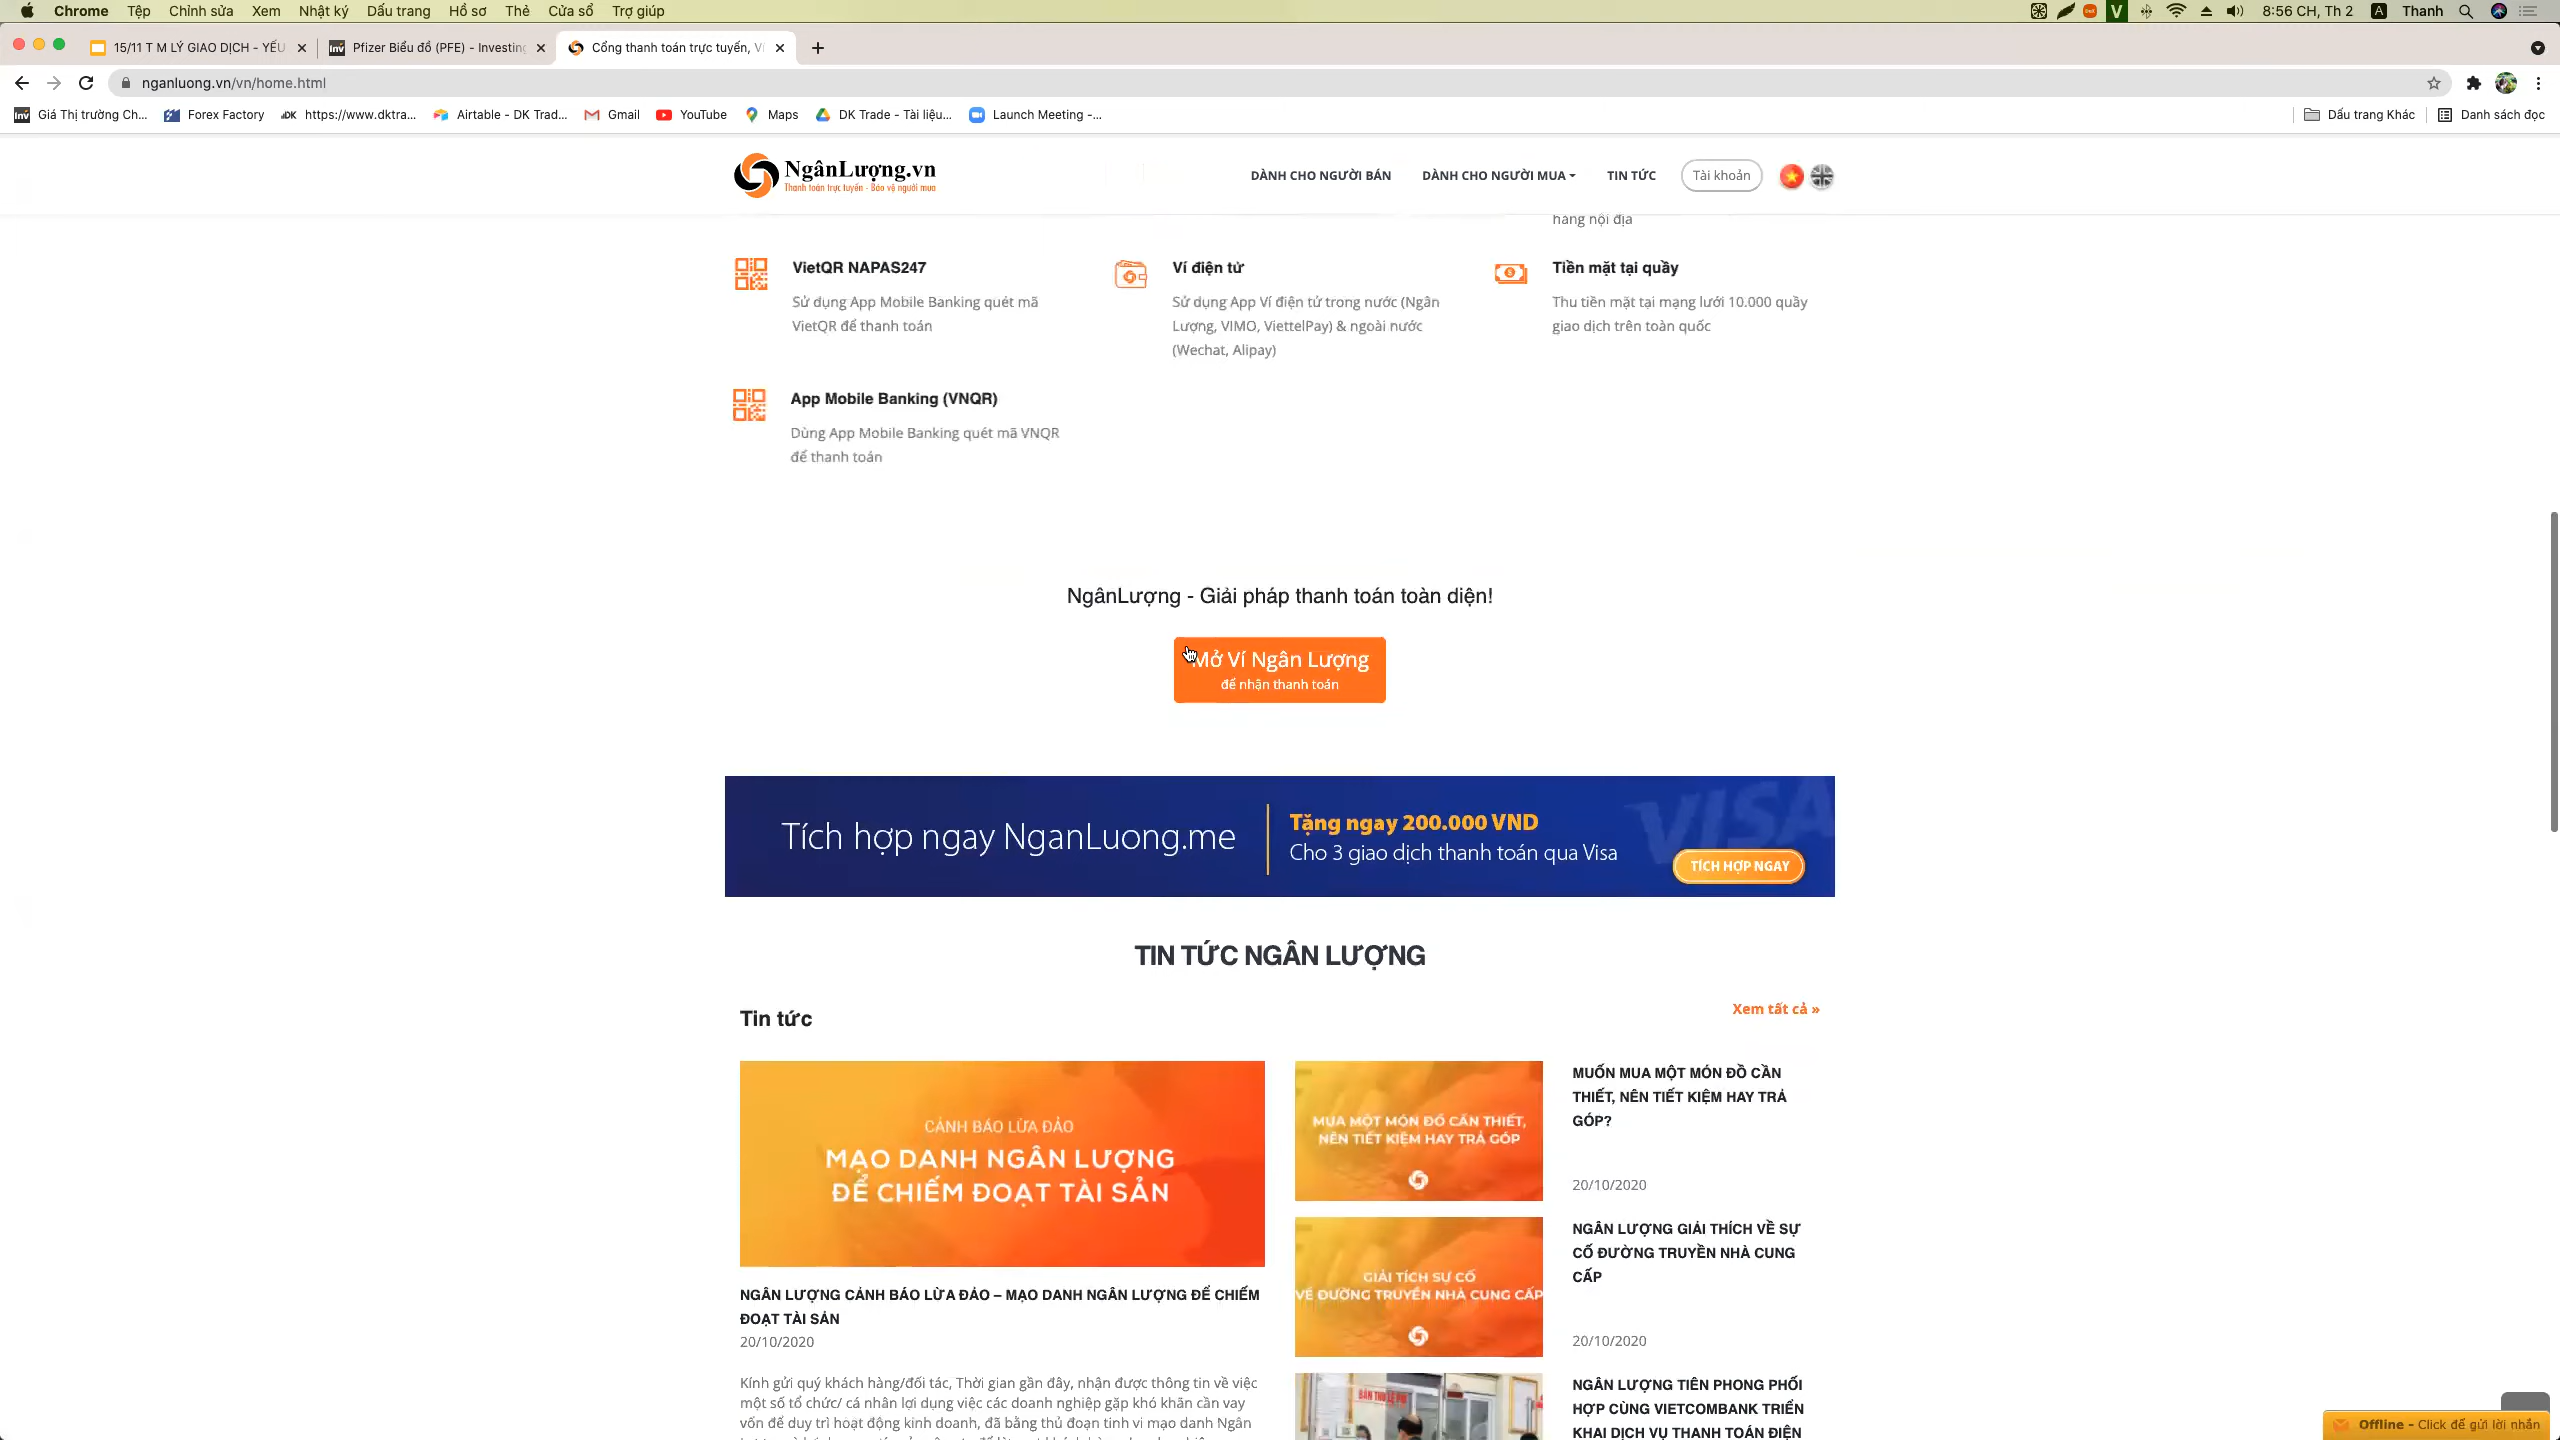 Chrome Tệp Chỉnh sửa Xem Nhật ký Dấu trang Hồ sơ Thẻ Cửa sổ Trợ giúp
8:56 CH, Th 2 A Thanh
15/11 T M LÝ GIAO DỊCH - YẾU
Pfizer Biểu đồ (PFE) - Investing
Cổng thanh toán trực tuyến, Ví
nganluong.vn/vn/home.html
Giá Thị trường Ch... Forex Factory https://www.dktra... Airtable - DK Trad... Gmail YouTube Maps DK Trade - Tài liệu... Launch Meeting -... Dấu trang Khác Danh sách đọc
NgânLượng.vn
Thanh toán trực tuyến - Bảo vệ người mua
DÀNH CHO NGƯỜI BÁN DÀNH CHO NGƯỜI MUA TIN TỨC Tài khoản
hàng nội địa
VietQR NAPAS247
Sử dụng App Mobile Banking quét mã
VietQR để thanh toán
Ví điện tử
Sử dụng App Ví điện tử trong nước (Ngân
Lượng, VIMO, ViettelPay) & ngoài nước
(Wechat, Alipay)
Tiền mặt tại quầy
Thu tiền mặt tại mạng lưới 10.000 quầy
giao dịch trên toàn quốc
App Mobile Banking (VNQR)
Dùng App Mobile Banking quét mã VNQR
để thanh toán
NgânLượng - Giải pháp thanh toán toàn diện!
Mở Ví Ngân Lượng
để nhận thanh toán
Tích hợp ngay NganLuong.me
Tặng ngay 200.000 VND
Cho 3 giao dịch thanh toán qua Visa
VISA
TÍCH HỢP NGAY
TIN TỨC NGÂN LƯỢNG
Tin tức
Xem tất cả »
CẢNH BÁO LỪA ĐẢO
MẠO DANH NGÂN LƯỢNG
ĐỂ CHIẾM ĐOẠT TÀI SẢN
NGÂN LƯỢNG CẢNH BÁO LỪA ĐẢO – MẠO DANH NGÂN LƯỢNG ĐỂ CHIẾM
ĐOẠT TÀI SẢN
20/10/2020
Kính gửi quý khách hàng/đối tác, Thời gian gần đây, nhận được thông tin về việc
một số tổ chức/ cá nhân lợi dụng việc các doanh nghiệp gặp khó khăn cần vay
vốn để duy trì hoạt động kinh doanh, đã bằng thủ đoạn tinh vi mạo danh Ngân
MUA MỘT MÓN ĐỒ CẦN THIẾT,
NÊN TIẾT KIỆM HAY TRẢ GÓP
MUỐN MUA MỘT MÓN ĐỒ CẦN
THIẾT, NÊN TIẾT KIỆM HAY TRẢ
GÓP?
20/10/2020
GIẢI TÍCH SỰ CỐ
VỀ ĐƯỜNG TRUYỀN NHÀ CUNG CẤP
NGÂN LƯỢNG GIẢI THÍCH VỀ SỰ
CỐ ĐƯỜNG TRUYỀN NHÀ CUNG
CẤP
20/10/2020
NGÂN LƯỢNG TIÊN PHONG PHỐI
HỢP CÙNG VIETCOMBANK TRIỂN
KHAI DỊCH VỤ THANH TOÁN ĐIỆN
Offline - Click để gửi lời nhắn